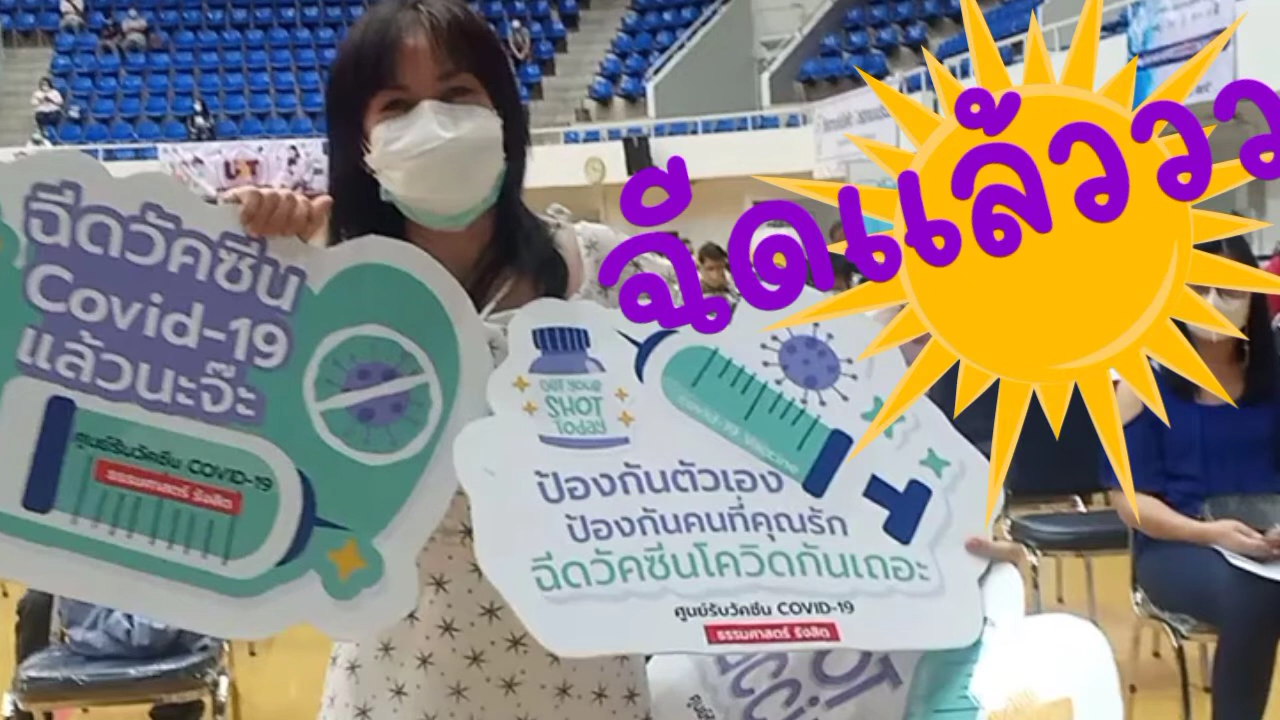 ฉีดแล้ววว
ฉีดวัคซีน
Covid-19
แล้วนะจ๊ะ
ศูนย์รับวัคซีน COVID-19
ธรรมศาสตร์ รังสิต
GET YOUR
SHOT
Today
covid-19 Vaccine
ป้องกันตัวเอง
ป้องกันคนที่คุณรัก
ฉีดวัคซีนโควิดกันเถอะ
ศูนย์รับวัคซีน COVID-19
ธรรมศาสตร์ รังสิต